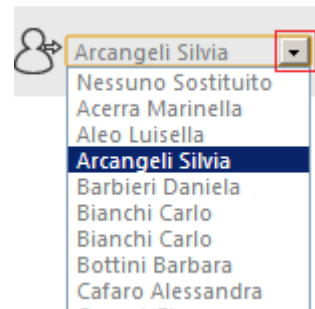 Arcangeli Silvia
Nessuno Sostituito
Acerra Marinella
Aleo Luisella
Arcangeli Silvia
Barbieri Daniela
Bianchi Carlo
Bianchi Carlo
Bottini Barbara
Cafaro Alessandra